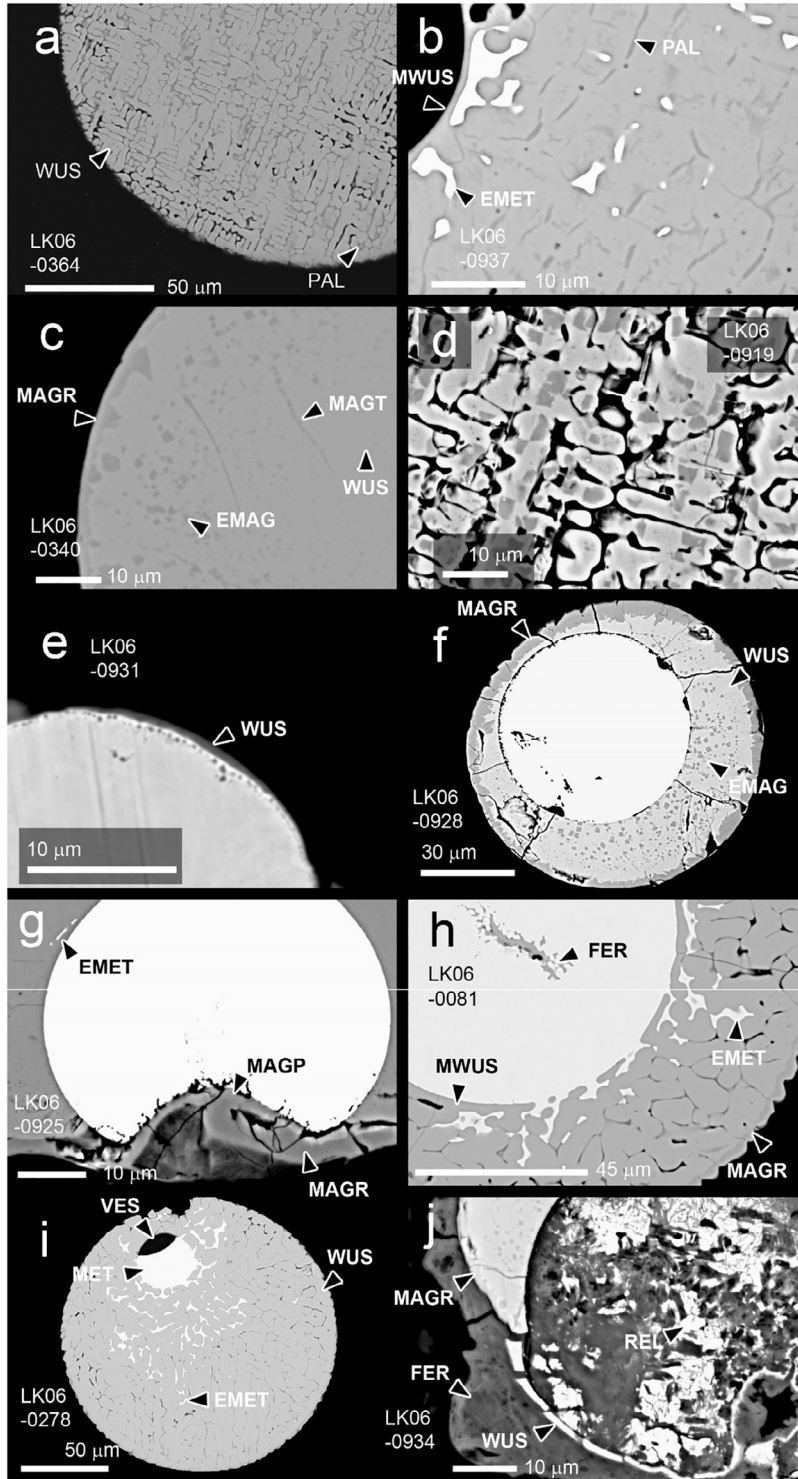 a
WUS
LK06
-0364
50 μm
PAL
b
PAL
MWUS
EMET
LK06
-0937
10 μm
c
MAGR
MAGT
WUS
EMAG
LK06
-0340
10 μm
d
LK06
-0919
10 μm
e
LK06
-0931
WUS
10 μm
f
MAGR
WUS
EMAG
LK06
-0928
30 μm
g
EMET
MAGP
LK06
-0925
10 μm
MAGR
h
FER
LK06
-0081
EMET
MWUS
45 μm
MAGR
i
VES
MET
WUS
EMET
LK06
-0278
50 μm
j
MAGR
REL
FER
LK06
-0934
WUS
10 μm